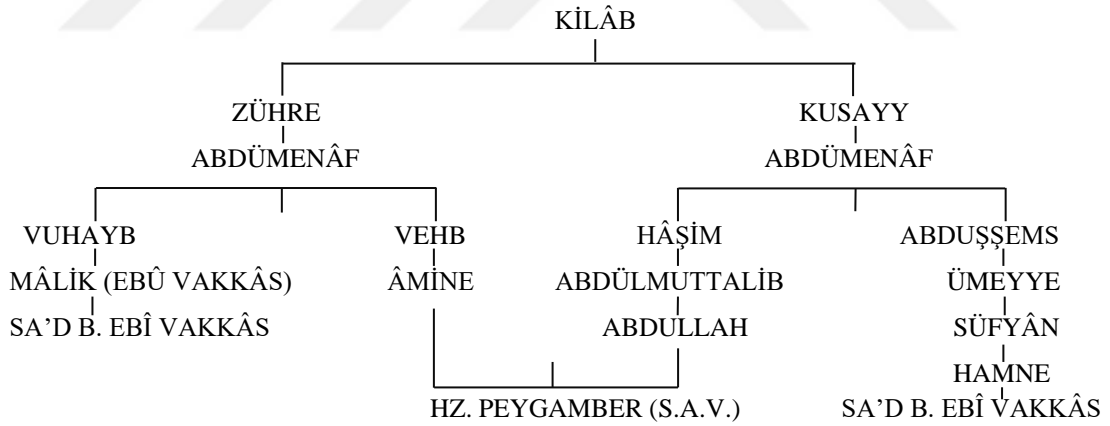 KİLÂB
ZÜHRE KUSAYY
ABDÜMENÂF ABDÜMENÂF
VUHAYB VEHB HÂŞİM ABDUŞŞEMS
MÂLİK (EBÛ VAKKÂS) ÂMİNE ABDÜLMUTTALİB ÜMEYYE
SA’D B. EBÎ VAKKÂS ABDULLAH SÜFYÂN
HAMNE
HZ. PEYGAMBER (S.A.V.) SA’D B. EBÎ VAKKÂS